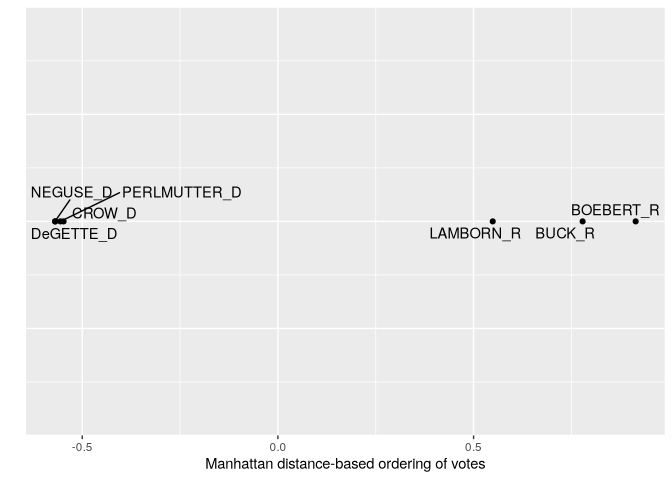 NEGUSE_D PERLMUTTER_D
CROW_D BOEBERT_R
DeGETTE_D LAMBORN_R BUCK_R
-0.5 0.0 0.5
Manhattan distance-based ordering of votes